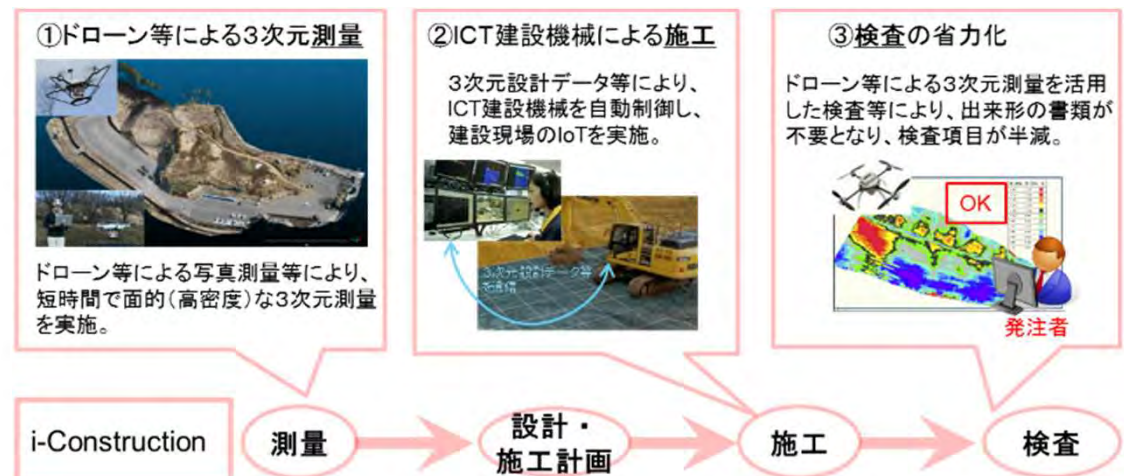 ①ドローン等による3次元測量
ドローン等による写真測量等により、
短時間で面的（高密度）な3次元測量
を実施。
②ICT建設機械による施工
3次元設計データ等により、
ICT建設機械を自動制御し、
建設現場のIoTを実施。
3次元設計データ等
を通信
③検査の省力化
ドローン等による3次元測量を活用
した検査等により、出来形の書類が
不要となり、検査項目が半減。
OK
発注者
i-Construction
測量
設計・
施工計画
施工
検査